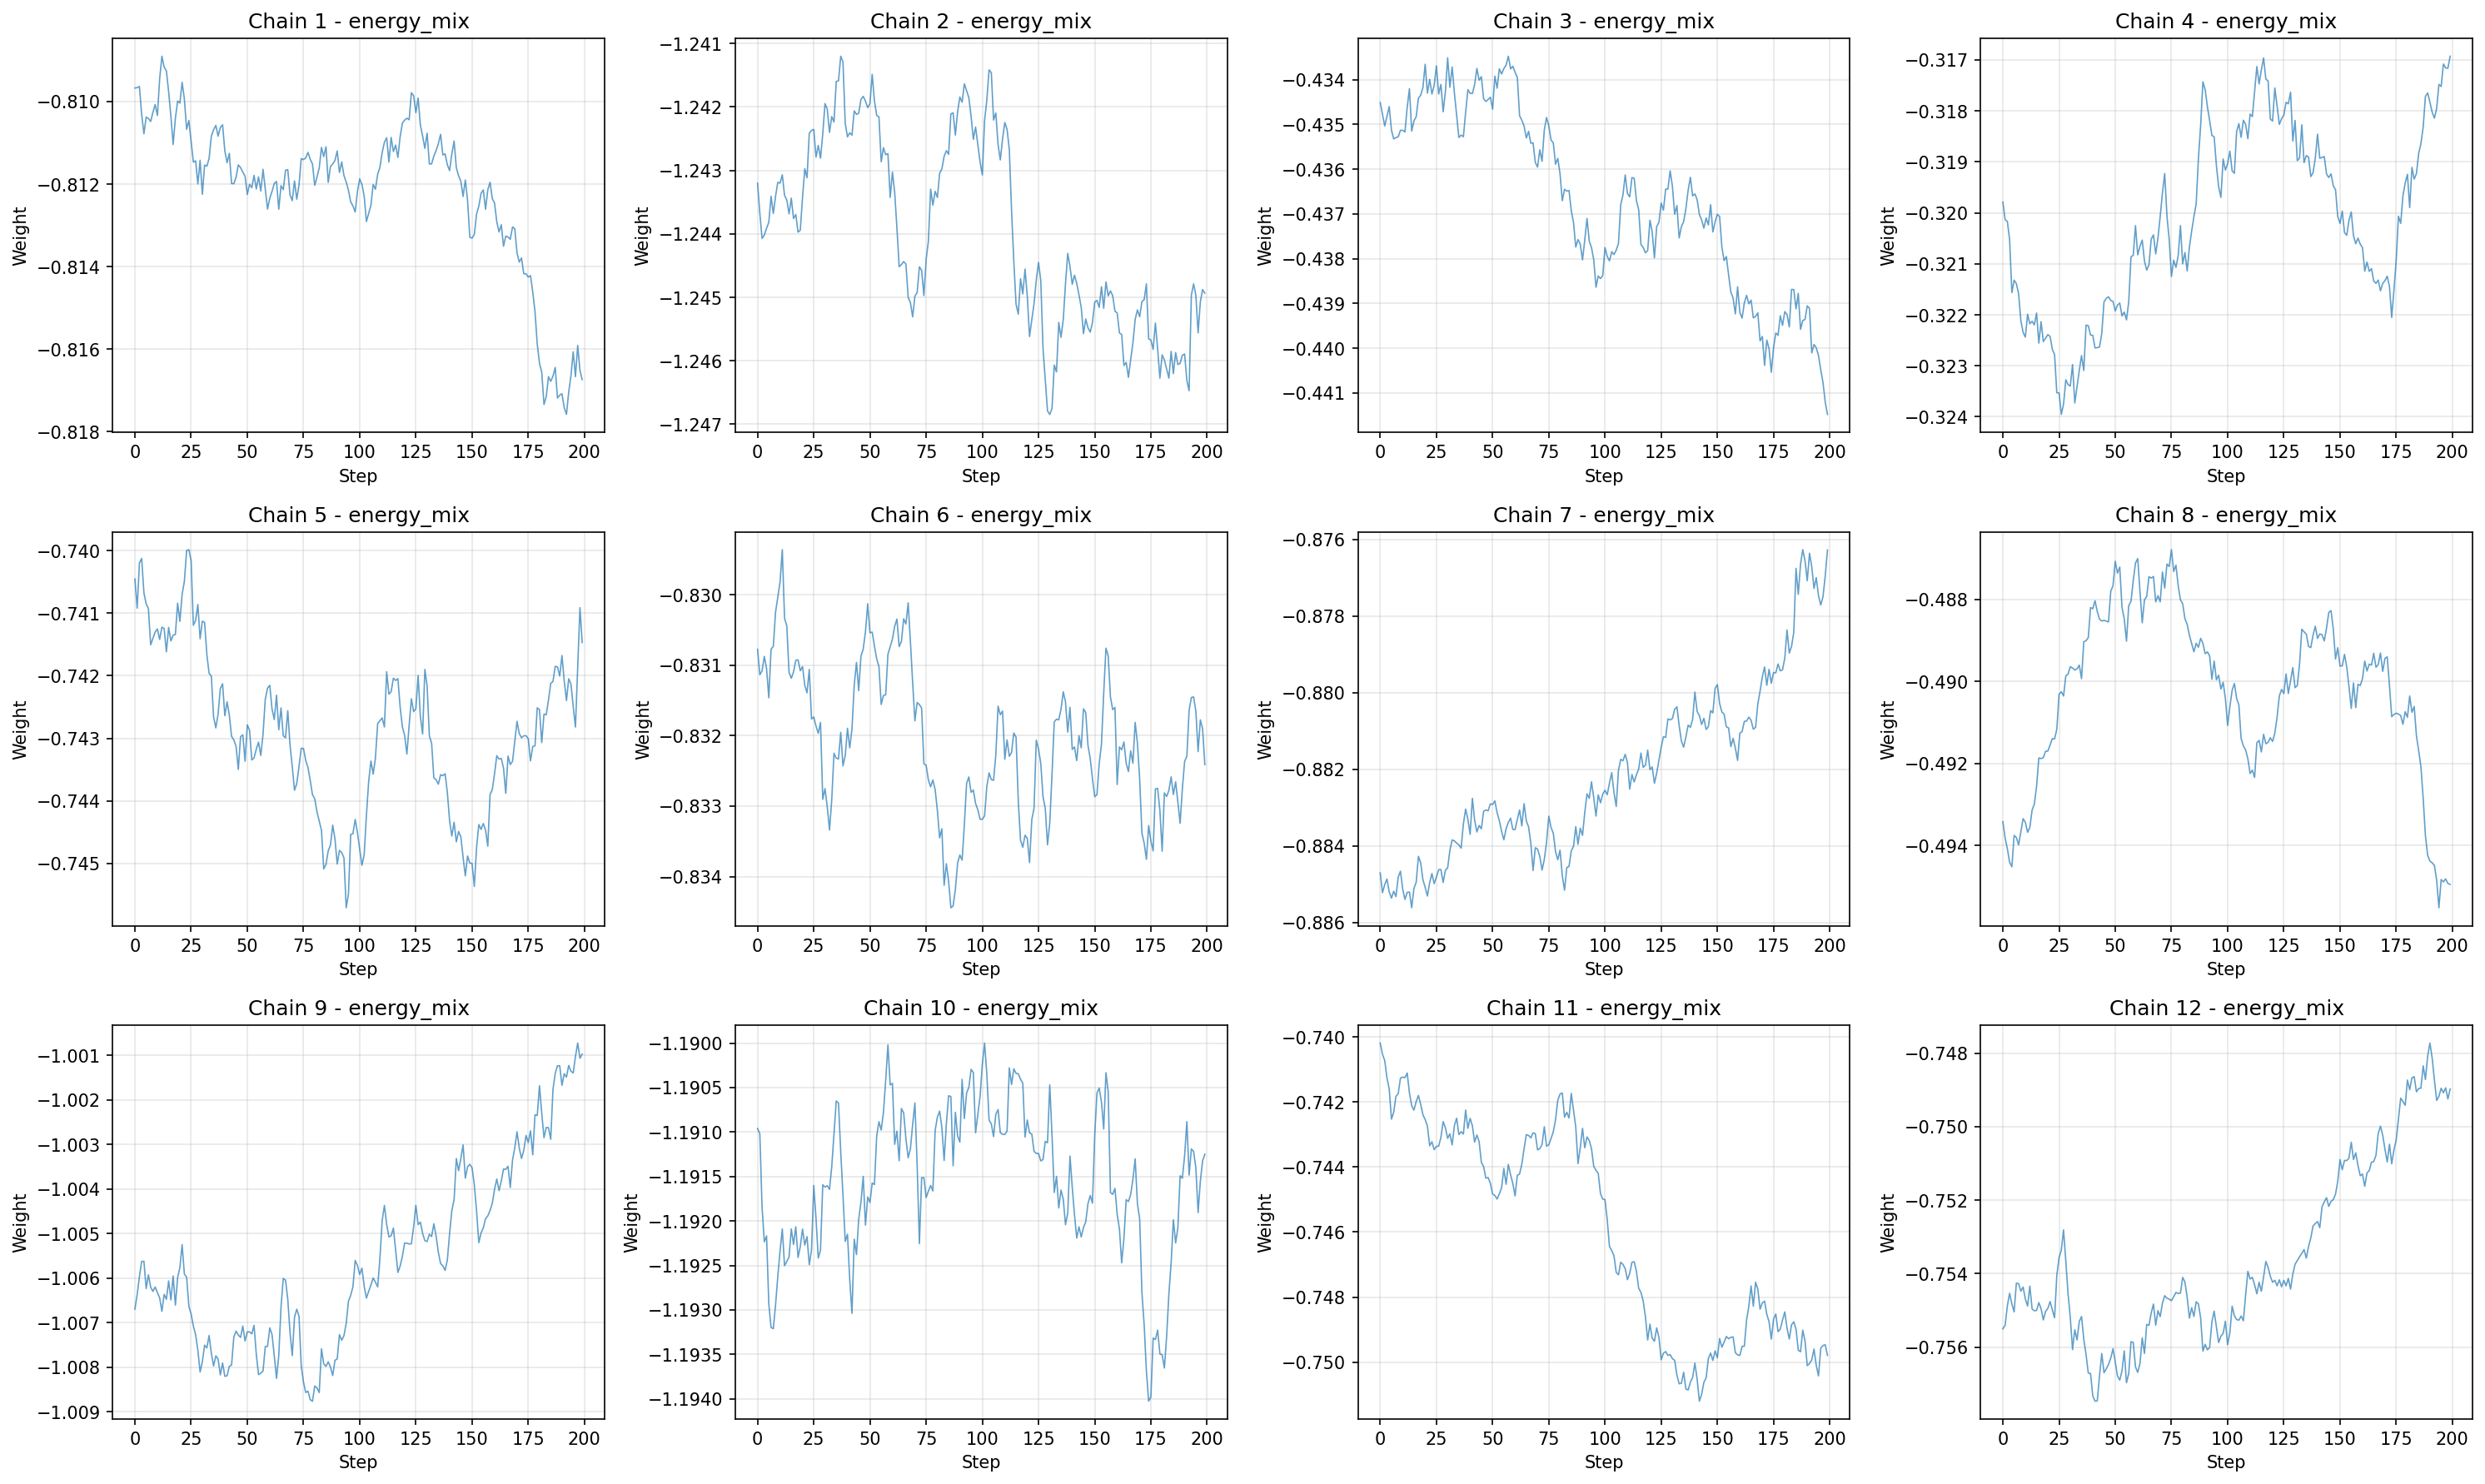 Chain 1 - energy_mix
Weight
−0.810
−0.812
−0.814
−0.816
−0.818
0 25 50 75 100 125 150 175 200
Step
Chain 2 - energy_mix
Weight
−1.241
−1.242
−1.243
−1.244
−1.245
−1.246
−1.247
0 25 50 75 100 125 150 175 200
Step
Chain 3 - energy_mix
Weight
−0.434
−0.435
−0.436
−0.437
−0.438
−0.439
−0.440
−0.441
0 25 50 75 100 125 150 175 200
Step
Chain 4 - energy_mix
Weight
−0.317
−0.318
−0.319
−0.320
−0.321
−0.322
−0.323
−0.324
0 25 50 75 100 125 150 175 200
Step
Chain 5 - energy_mix
Weight
−0.740
−0.741
−0.742
−0.743
−0.744
−0.745
0 25 50 75 100 125 150 175 200
Step
Chain 6 - energy_mix
Weight
−0.830
−0.831
−0.832
−0.833
−0.834
0 25 50 75 100 125 150 175 200
Step
Chain 7 - energy_mix
Weight
−0.876
−0.878
−0.880
−0.882
−0.884
−0.886
0 25 50 75 100 125 150 175 200
Step
Chain 8 - energy_mix
Weight
−0.488
−0.490
−0.492
−0.494
0 25 50 75 100 125 150 175 200
Step
Chain 9 - energy_mix
Weight
−1.001
−1.002
−1.003
−1.004
−1.005
−1.006
−1.007
−1.008
−1.009
0 25 50 75 100 125 150 175 200
Step
Chain 10 - energy_mix
Weight
−1.1900
−1.1905
−1.1910
−1.1915
−1.1920
−1.1925
−1.1930
−1.1935
−1.1940
0 25 50 75 100 125 150 175 200
Step
Chain 11 - energy_mix
Weight
−0.740
−0.742
−0.744
−0.746
−0.748
−0.750
0 25 50 75 100 125 150 175 200
Step
Chain 12 - energy_mix
Weight
−0.748
−0.750
−0.752
−0.754
−0.756
0 25 50 75 100 125 150 175 200
Step